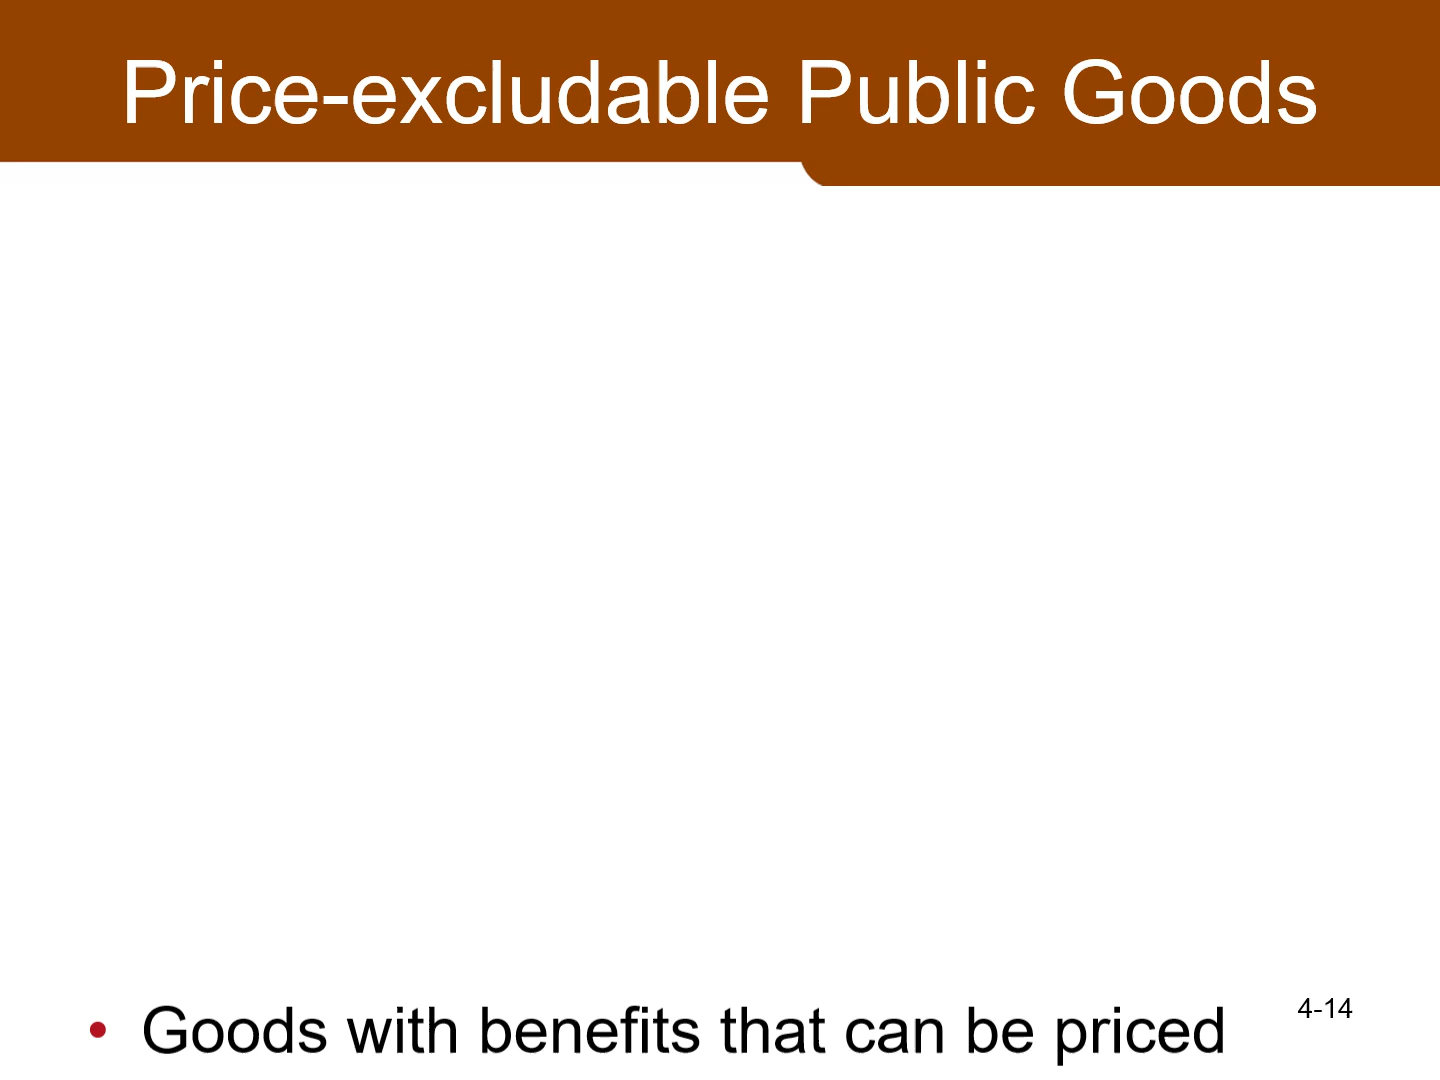 Price-excludable Public Goods
• Goods with benefits that can be priced
4-14